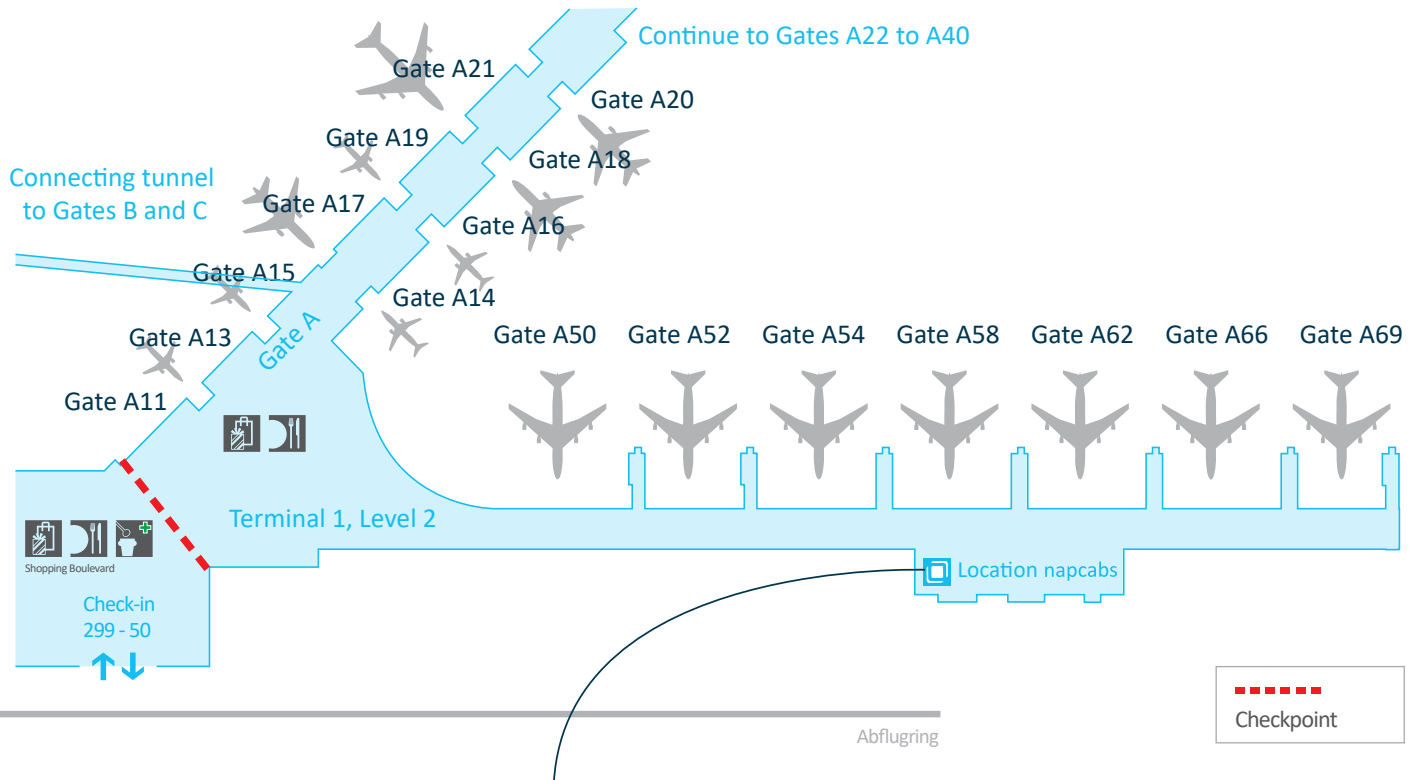 Continue to Gates A22 to A40
Gate A21
Gate A20
Gate A19
Gate A18
Connecting tunnel
to Gates B and C
Gate A17
Gate A16
Gate A15
Gate A14
Gate A13
Gate A
Gate A50
Gate A52
Gate A54
Gate A58
Gate A62
Gate A66
Gate A69
Gate A11
Terminal 1, Level 2
Shopping Boulevard
Location napcabs
Check-in
299 - 50
Checkpoint
Abflugring